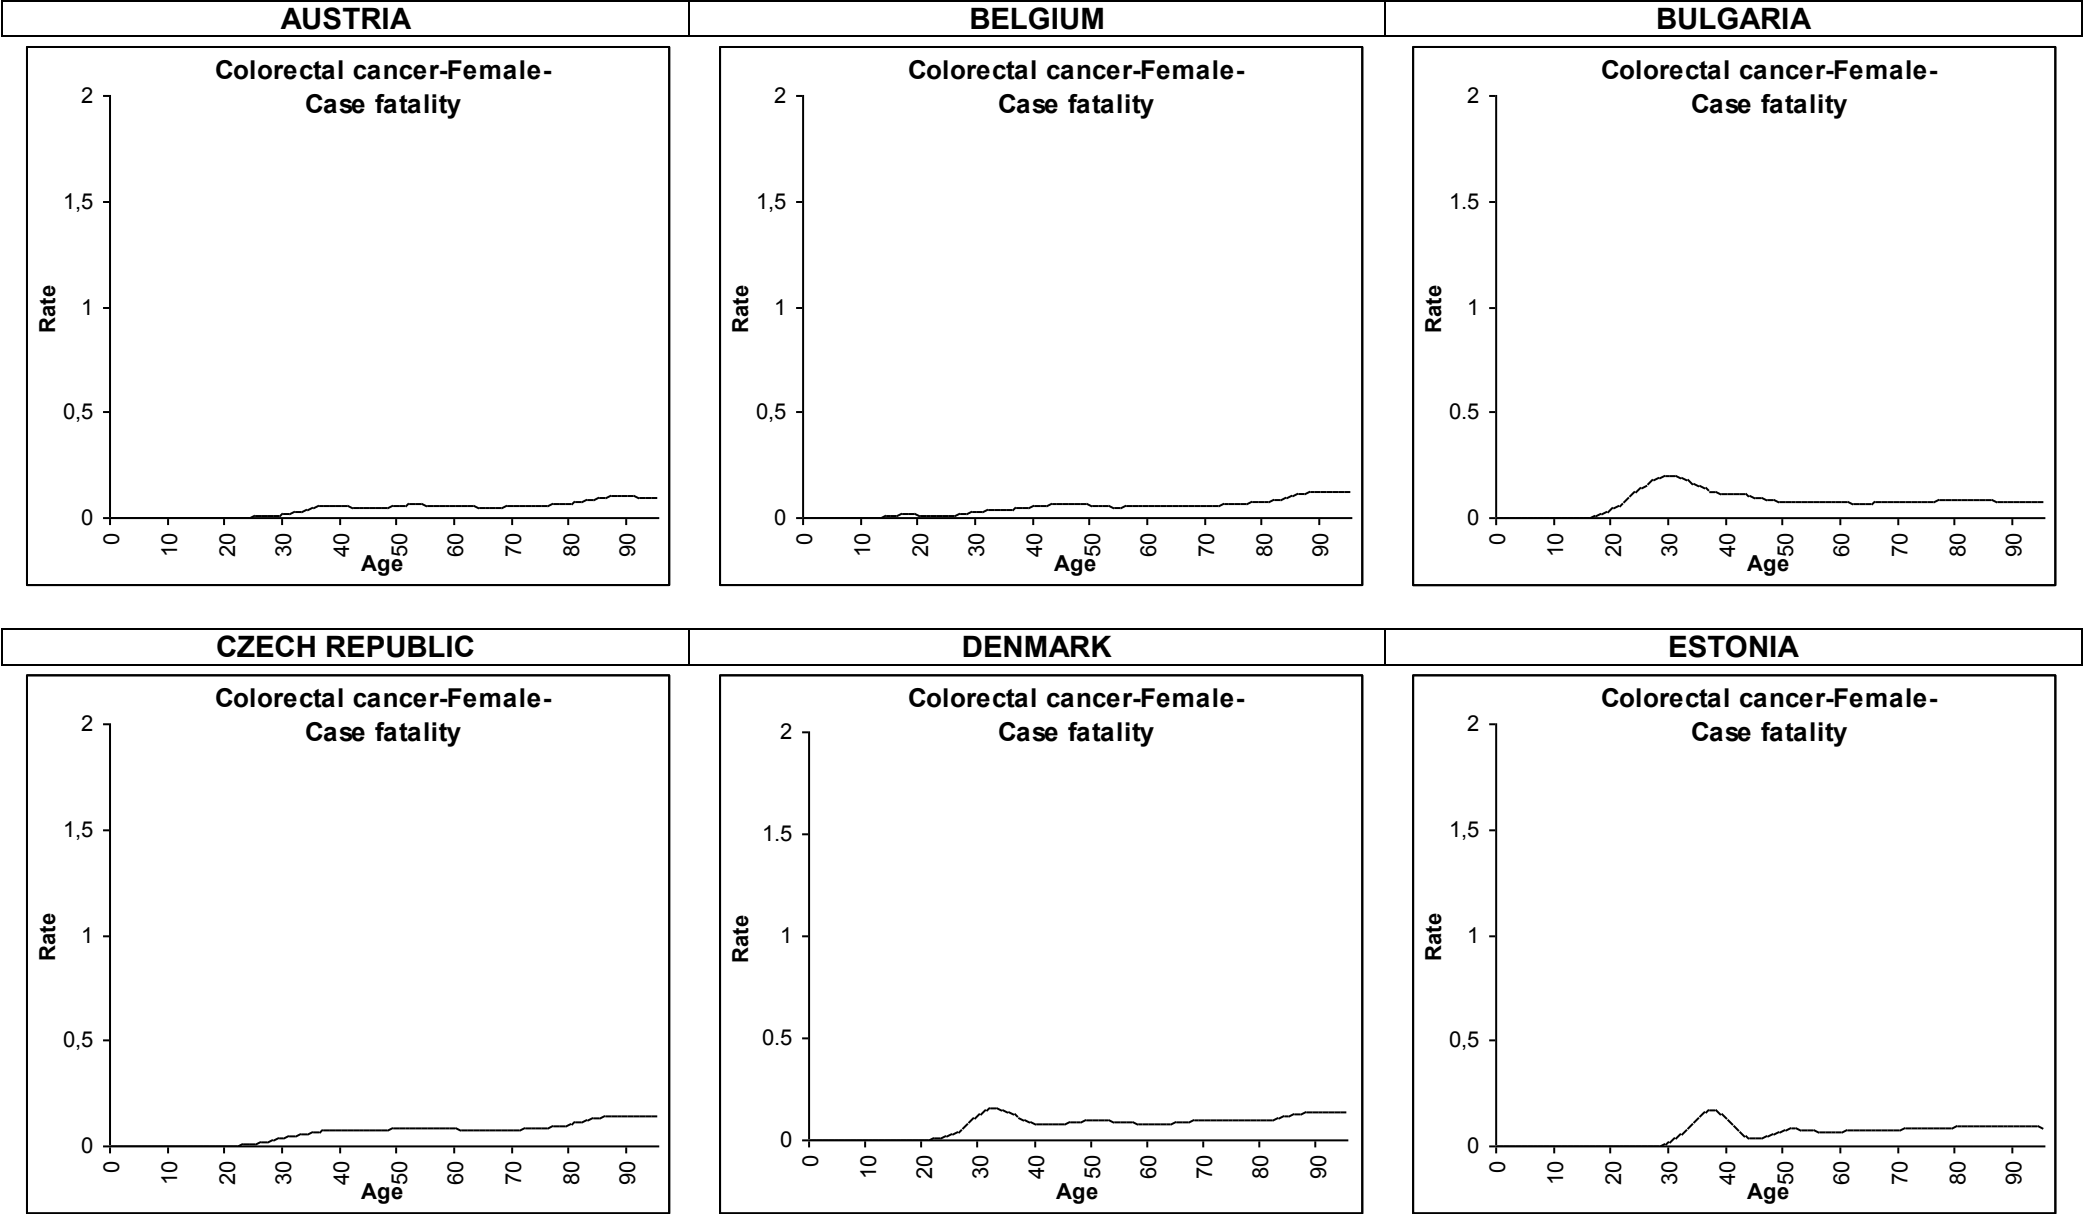 AUSTRIA
BELGIUM
BULGARIA
Colorectal cancer-Female-
Case fatality
2
1,5
1
0,5
0
Rate
0 10 20 30 40 50 60 70 80 90
Age
Colorectal cancer-Female-
Case fatality
2
1,5
1
0,5
0
Rate
0 10 20 30 40 50 60 70 80 90
Age
Colorectal cancer-Female-
Case fatality
2
1.5
1
0.5
0
Rate
0 10 20 30 40 50 60 70 80 90
Age
CZECH REPUBLIC
DENMARK
ESTONIA
Colorectal cancer-Female-
Case fatality
2
1,5
1
0,5
0
Rate
0 10 20 30 40 50 60 70 80 90
Age
Colorectal cancer-Female-
Case fatality
2
1.5
1
0.5
0
Rate
0 10 20 30 40 50 60 70 80 90
Age
Colorectal cancer-Female-
Case fatality
2
1,5
1
0,5
0
Rate
0 10 20 30 40 50 60 70 80 90
Age